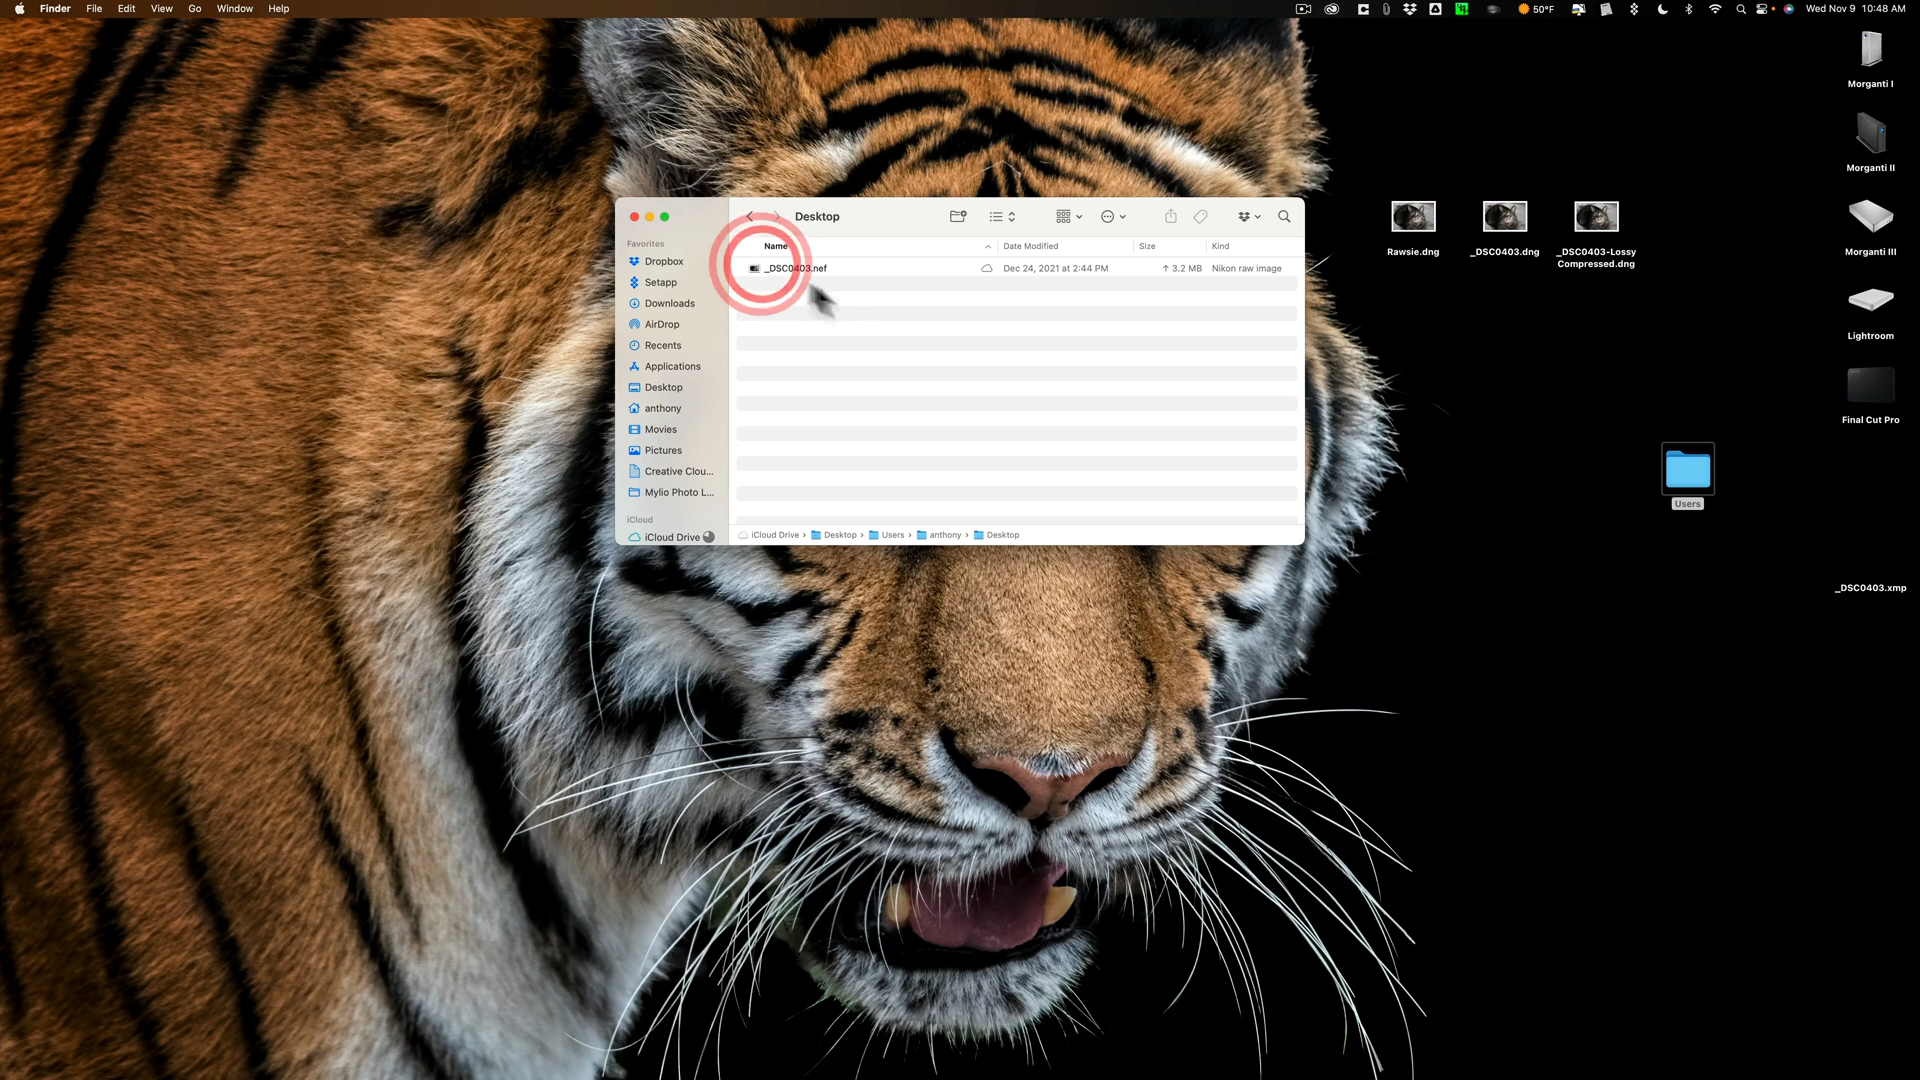 Finder File Edit View Go Window Help
50°F Wed Nov 9 10:48 AM
Morganti I
Morganti II
Rawsie.dng _DSC0403.dng _DSC0403-Lossy
Compressed.dng
Morganti III
Lightroom
Final Cut Pro
Users
_DSC0403.xmp
Desktop
Favorites
Dropbox
Setapp
Downloads
AirDrop
Recents
Applications
Desktop
anthony
Movies
Pictures
Creative Clou...
Mylio Photo L...
iCloud
iCloud Drive
Name Date Modified Size Kind
_DSC0403.nef Dec 24, 2021 at 2:44 PM ↑ 3.2 MB Nikon raw image
iCloud Drive › Desktop › Users › anthony › Desktop